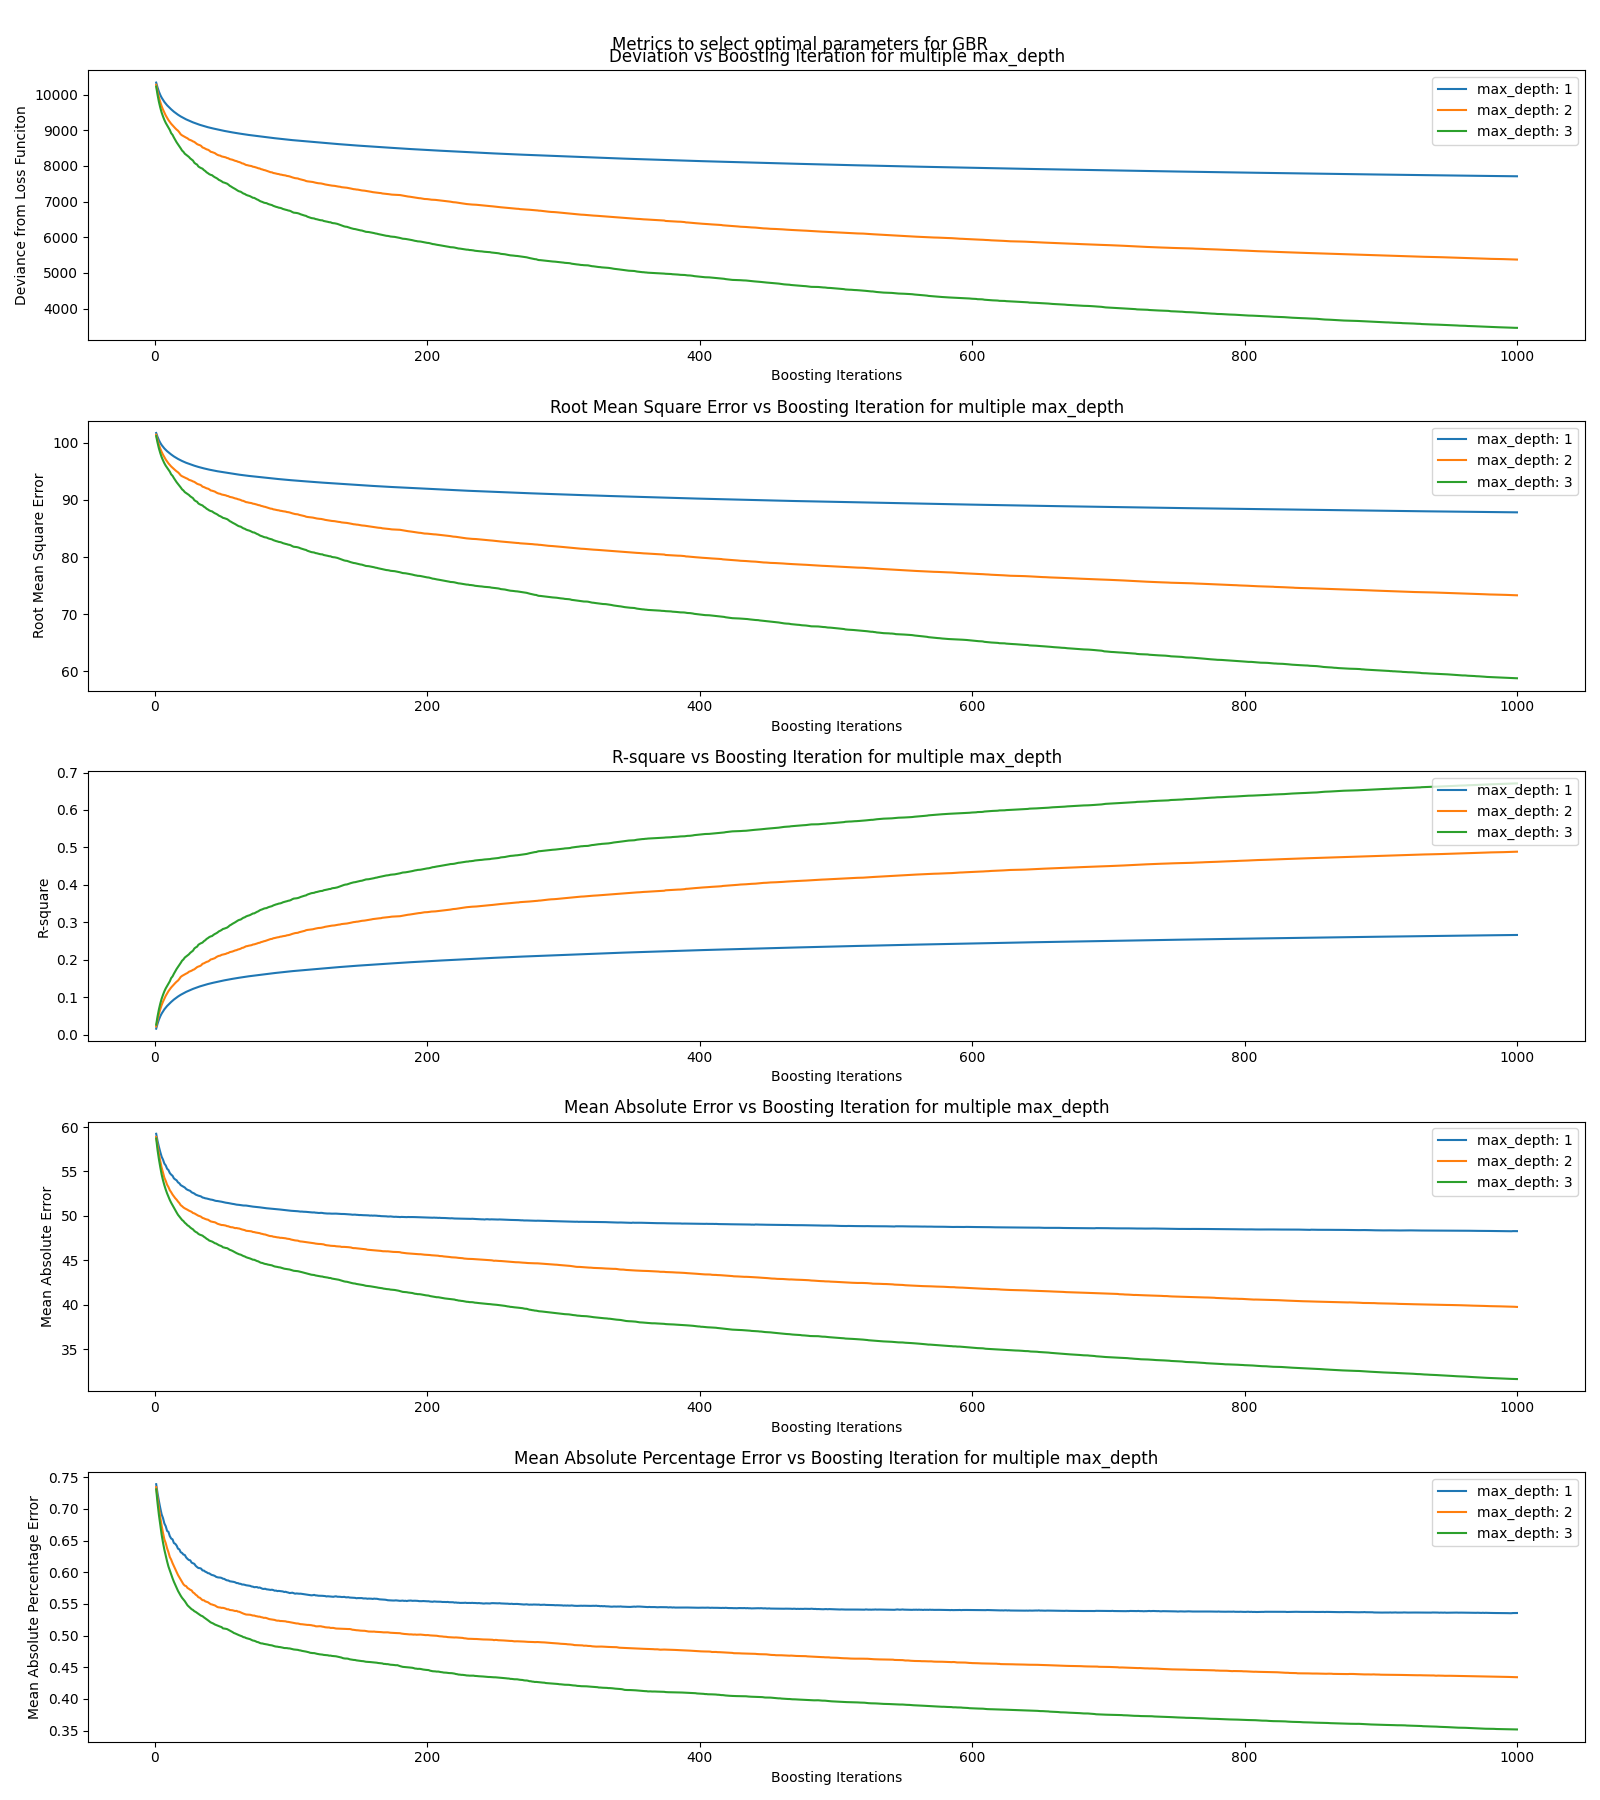 Metrics to select optimal parameters for GBR
Deviation vs Boosting Iteration for multiple max_depth
Deviance from Loss Funciton
10000
9000
8000
7000
6000
5000
4000
max_depth: 1
max_depth: 2
max_depth: 3
0 200 400 600 800 1000
Boosting Iterations
Root Mean Square Error vs Boosting Iteration for multiple max_depth
Root Mean Square Error
100
90
80
70
60
max_depth: 1
max_depth: 2
max_depth: 3
0 200 400 600 800 1000
Boosting Iterations
R-square vs Boosting Iteration for multiple max_depth
R-square
0.7
0.6
0.5
0.4
0.3
0.2
0.1
0.0
max_depth: 1
max_depth: 2
max_depth: 3
0 200 400 600 800 1000
Boosting Iterations
Mean Absolute Error vs Boosting Iteration for multiple max_depth
Mean Absolute Error
60
55
50
45
40
35
max_depth: 1
max_depth: 2
max_depth: 3
0 200 400 600 800 1000
Boosting Iterations
Mean Absolute Percentage Error vs Boosting Iteration for multiple max_depth
Mean Absolute Percentage Error
0.75
0.70
0.65
0.60
0.55
0.50
0.45
0.40
0.35
max_depth: 1
max_depth: 2
max_depth: 3
0 200 400 600 800 1000
Boosting Iterations